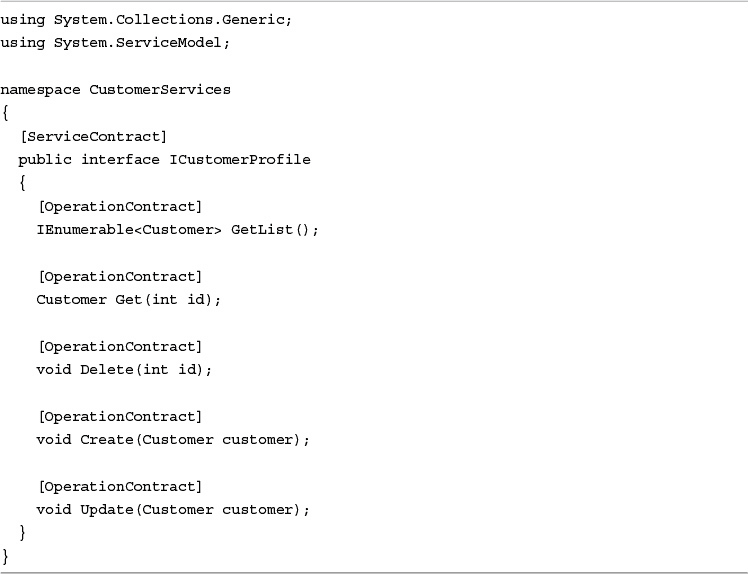 using System.Collections.Generic;
using System.ServiceModel;
namespace CustomerServices
{
[ServiceContract]
public interface ICustomerProfile
{
[OperationContract]
IEnumerable<Customer> GetList();
[OperationContract]
Customer Get(int id);
[OperationContract]
void Delete(int id);
[OperationContract]
void Create(Customer customer);
[OperationContract]
void Update(Customer customer);
}
}